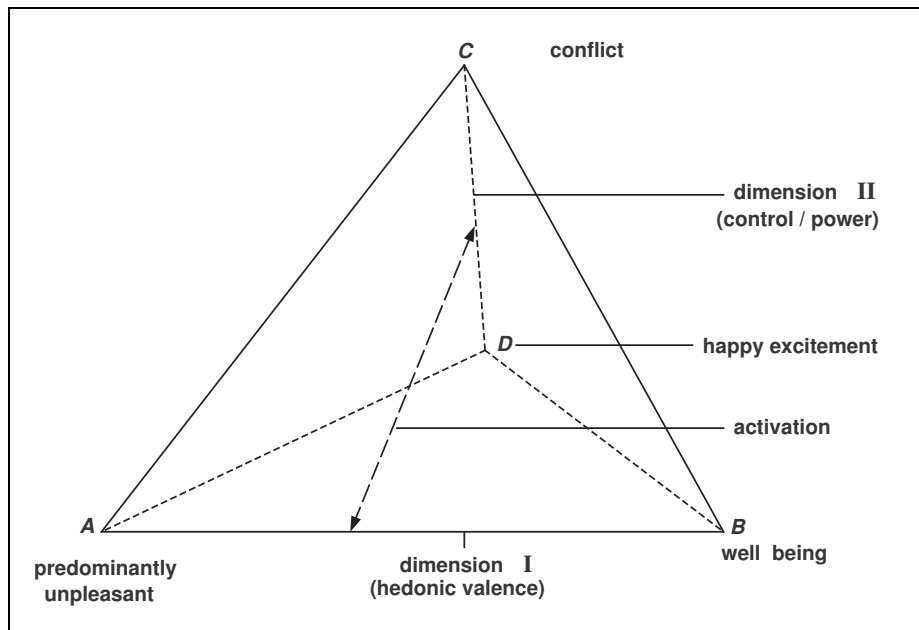 C conflict
dimension II
(control / power)
D happy excitement
activation
A B
well being
predominantly
unpleasant
dimension I
(hedonic valence)